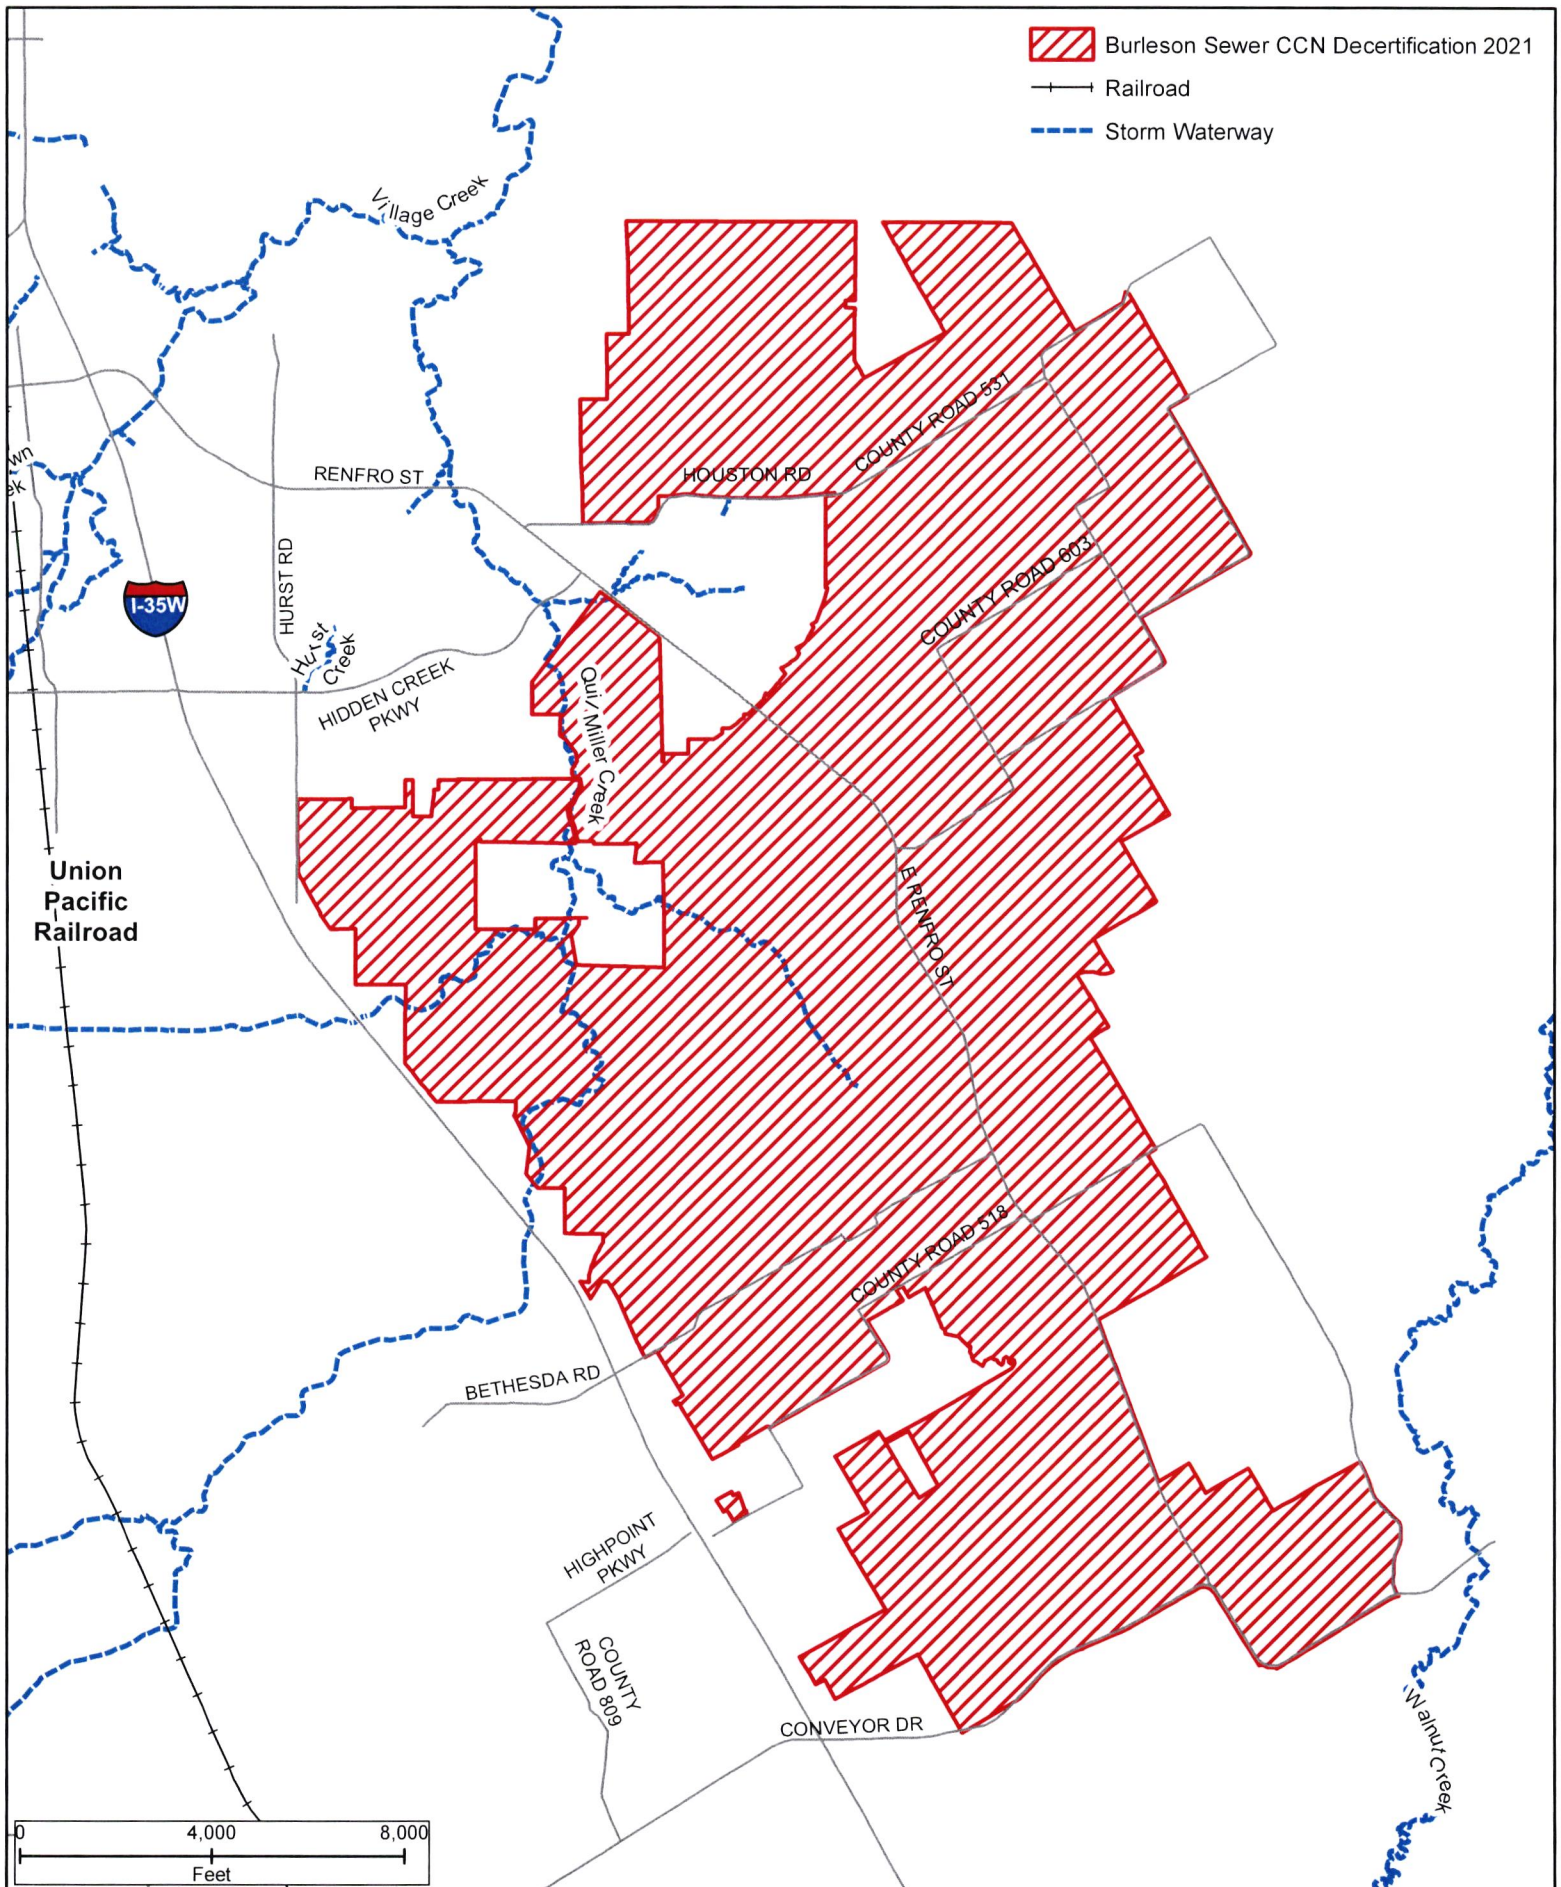 Burleson Sewer CCN Decertification 2021
Railroad
Storm Waterway
Village Creek
COUNTY ROAD 531
wn
ek
RENFRO ST
HOUSTON RD
HURST RD
COUNTY ROAD 603
I-35W
Hurst
Creek
HIDDEN CREEK
PKWY
Miller Creek
Union
Pacific
Railroad
E RENFRO ST
COUNTY ROAD 518
BETHESDA RD
HIGHPOINT
PKWY
COUNTY
ROAD 809
CONVEYOR DR
Walnut Creek
0 4,000 8,000
Feet